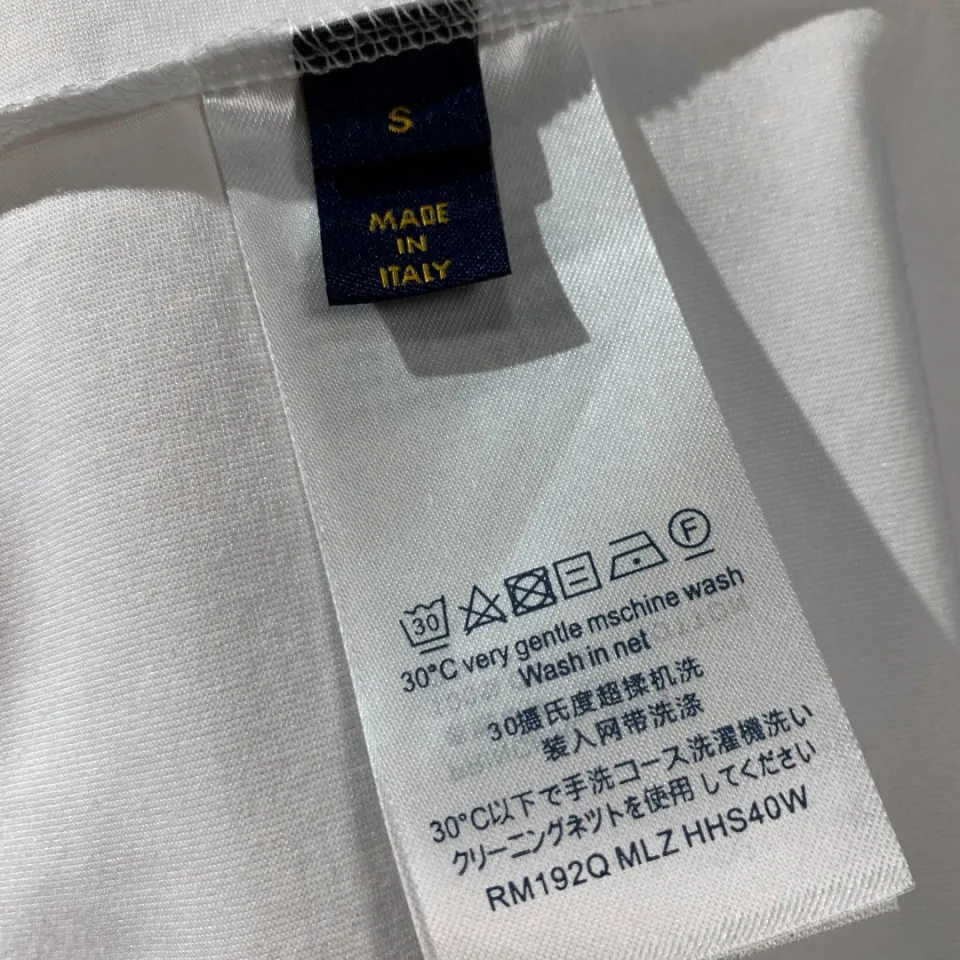 S
MADE
IN
ITALY
30
F
30°C very gentle mschine wash
Wash in net
30摄氏度超揉机洗
装入网带洗涤
30°C以下で手洗コース洗濯機洗い
クリーニングネツトを使用してください
RM192Q MLZ HHS40W